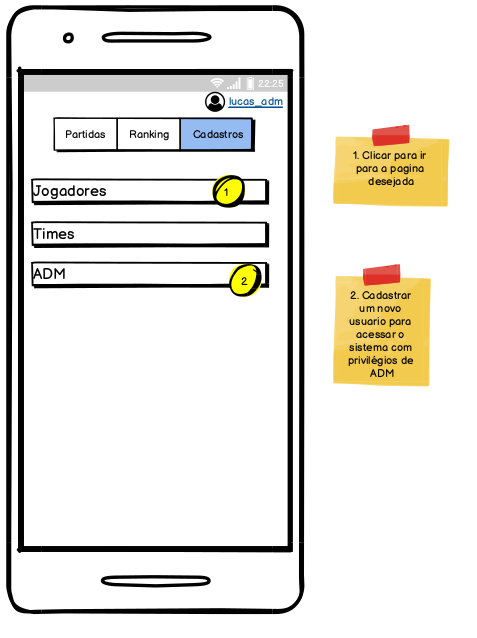 22:25
lucas_adm
Partidas Ranking Cadastros
Jogadores
1
Times
ADM
2
1. Clicar para ir
para a pagina
desejada
2. Cadastrar
um novo
usuario para
acessar o
sistema com
privilégios de
ADM